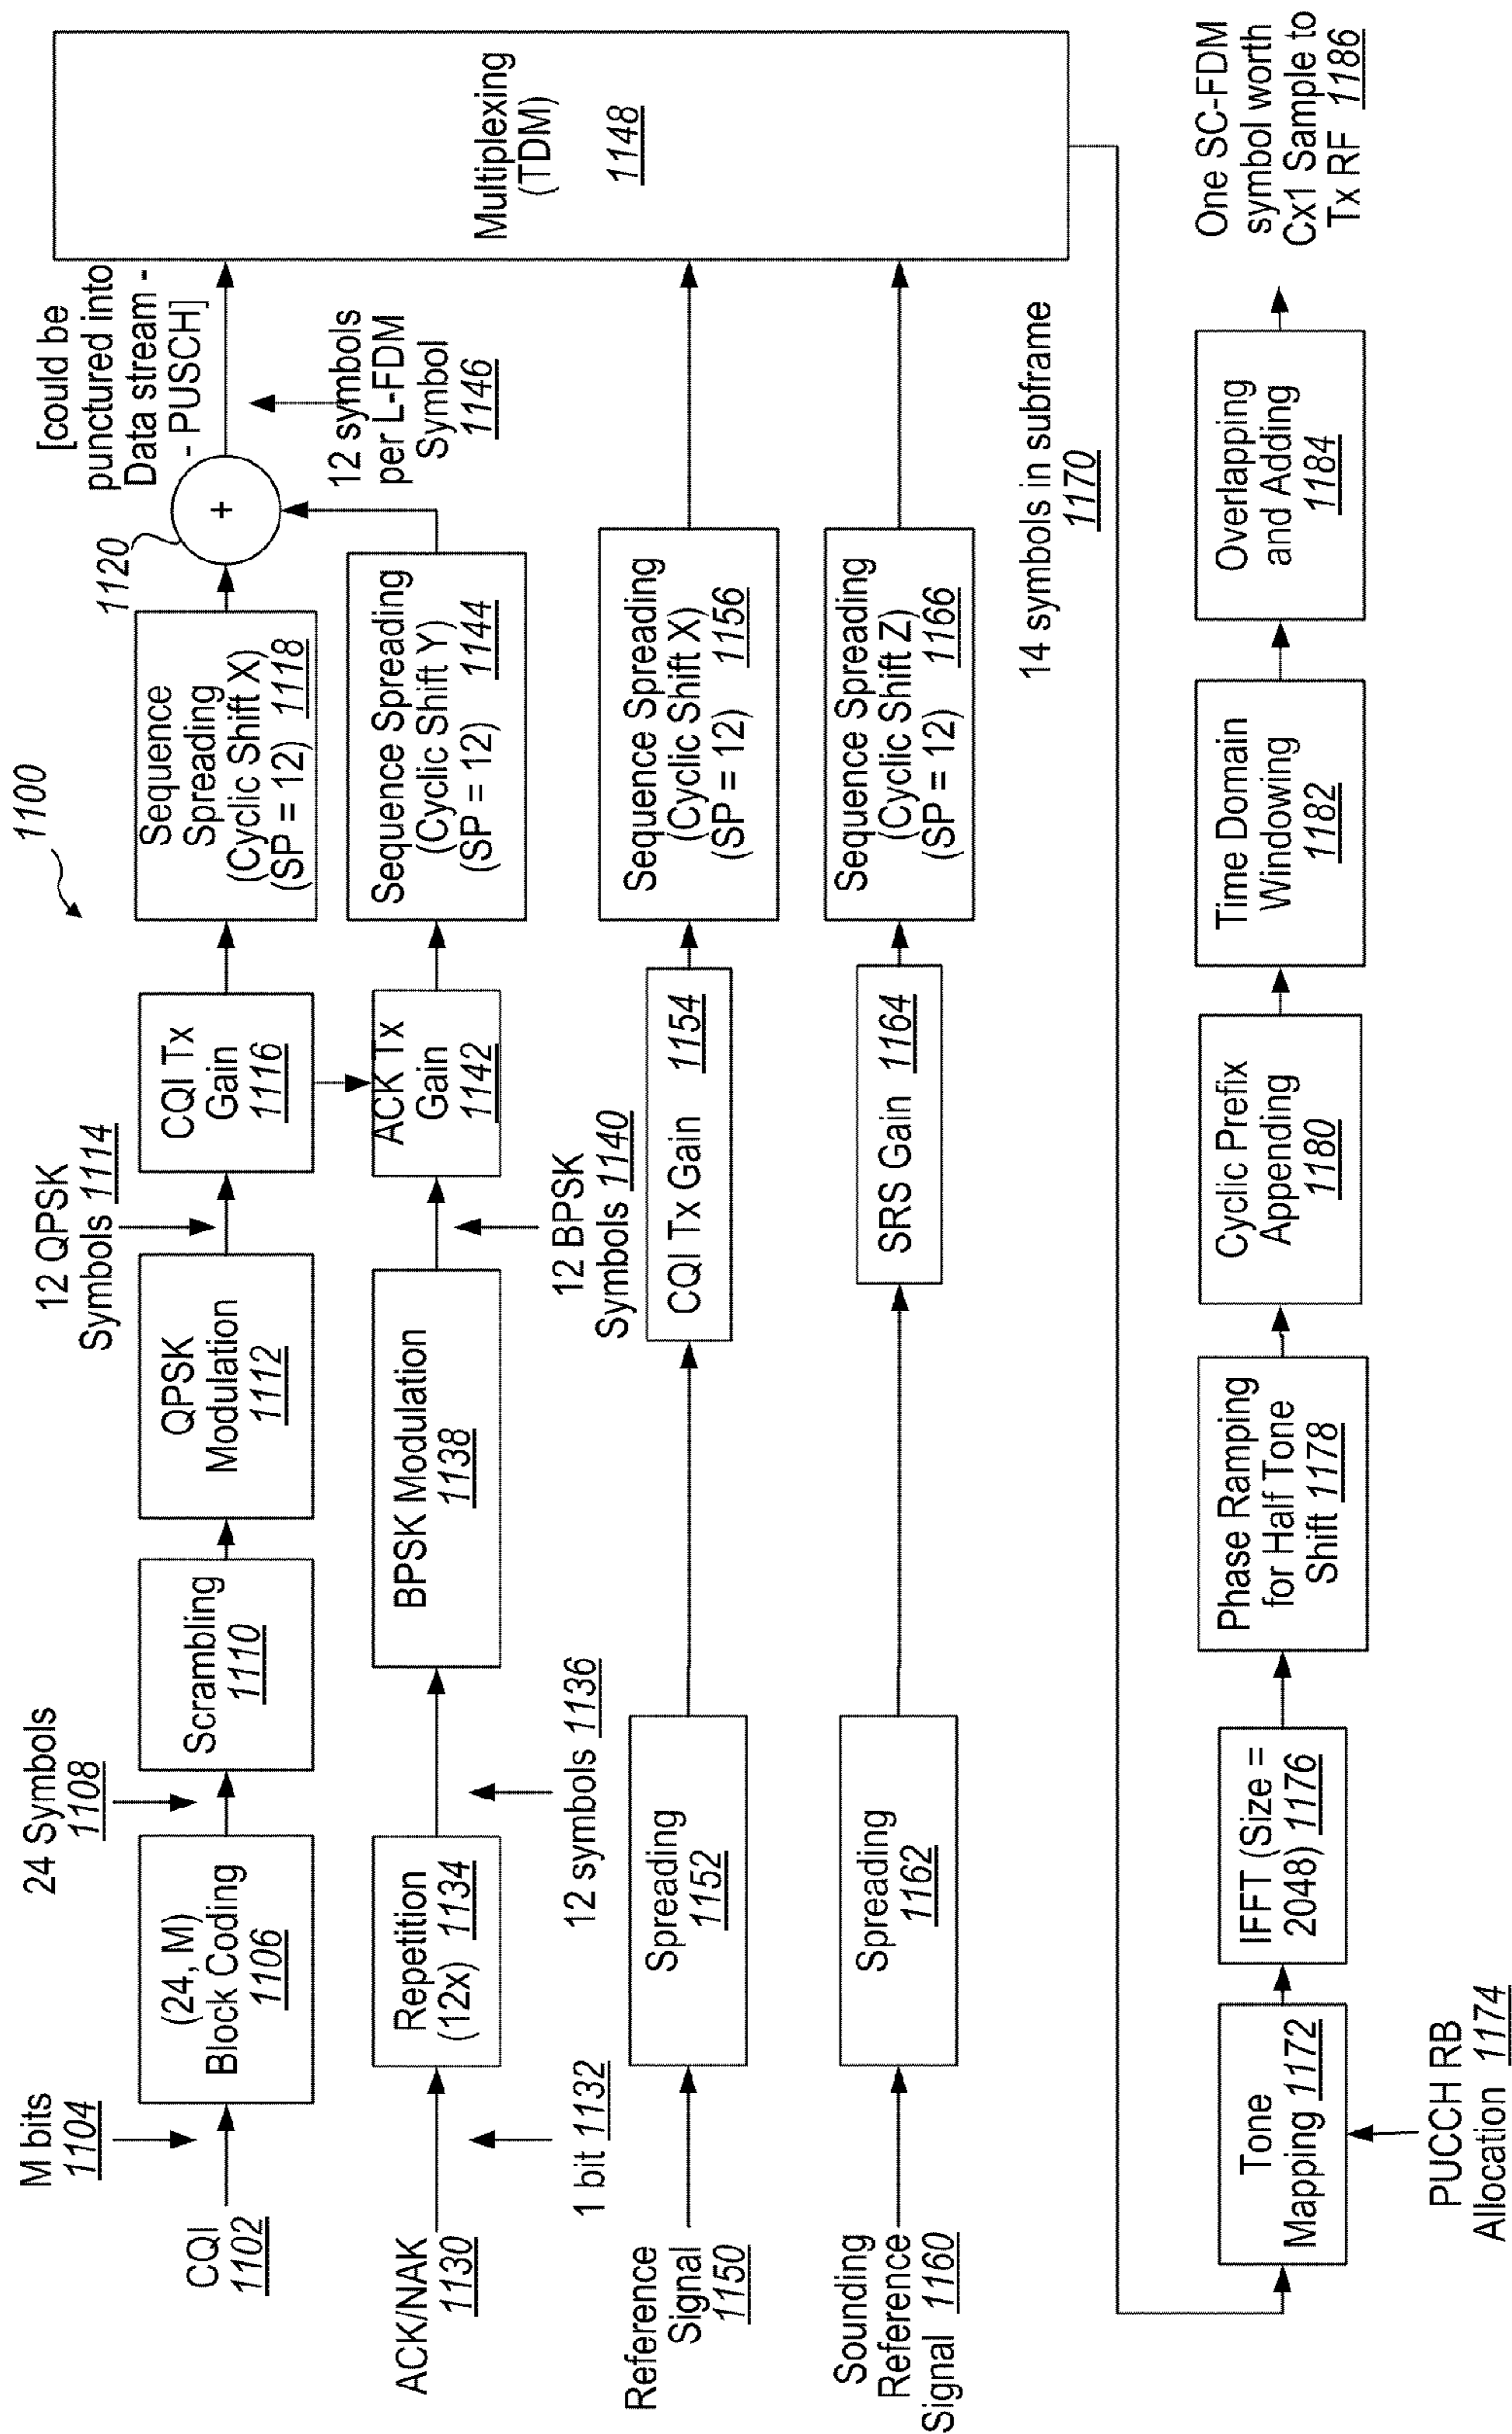 1100
M bits
1104
CQI
1102
(24, M)
Block Coding
1106
24 Symbols
1108
Scrambling
1110
QPSK
Modulation
1112
12 QPSK
Symbols 1114
CQI Tx
Gain
1116
Sequence
Spreading
(Cyclic Shift X)
(SP = 12) 1118
1120
+
[could be
punctured into
Data stream -
- PUSCH]
12 symbols
per L-FDM
Symbol
1146
Multiplexing
(TDM)
1148
ACK/NAK
1130
1 bit 1132
Repetition
(12x) 1134
12 symbols 1136
BPSK Modulation
1138
12 BPSK
Symbols 1140
ACK Tx
Gain
1142
Sequence Spreading
(Cyclic Shift Y)
(SP = 12) 1144
Reference
Signal
1150
Spreading
1152
CQI Tx Gain 1154
Sequence Spreading
(Cyclic Shift X)
(SP = 12) 1156
Sounding
Reference
Signal 1160
Spreading
1162
SRS Gain 1164
Sequence Spreading
(Cyclic Shift Z)
(SP = 12) 1166
14 symbols in subframe
1170
Tone
Mapping 1172
PUCCH RB
Allocation 1174
IFFT (Size =
2048) 1176
Phase Ramping
for Half Tone
Shift 1178
Cyclic Prefix
Appending
1180
Time Domain
Windowing
1182
Overlapping
and Adding
1184
One SC-FDM
symbol worth
Cx1 Sample to
Tx RF 1186